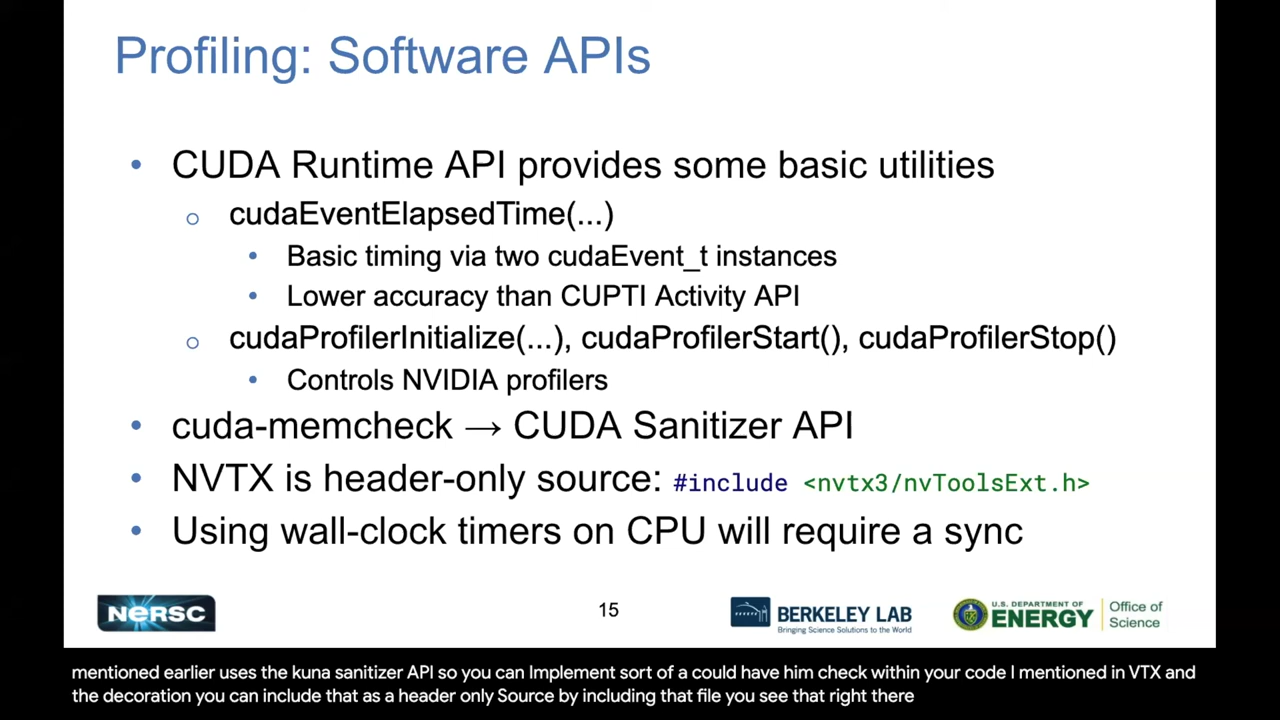 Profiling: Software APIs
• CUDA Runtime API provides some basic utilities
o cudaEventElapsedTime(...)
• Basic timing via two cudaEvent_t instances
• Lower accuracy than CUPTI Activity API
o cudaProfilerInitialize(...), cudaProfilerStart(), cudaProfilerStop()
• Controls NVIDIA profilers
• cuda-memcheck → CUDA Sanitizer API
• NVTX is header-only source: #include <nvtx3/nvToolsExt.h>
• Using wall-clock timers on CPU will require a sync
NERSC
15
BERKELEY LAB
Bringing Science Solutions to the World
U.S. DEPARTMENT OF
ENERGY
Office of
Science
mentioned earlier uses the kuna sanitizer API so you can Implement sort of a could have him check within your code I mentioned in VTX and
the decoration you can include that as a header only Source by including that file you see that right there